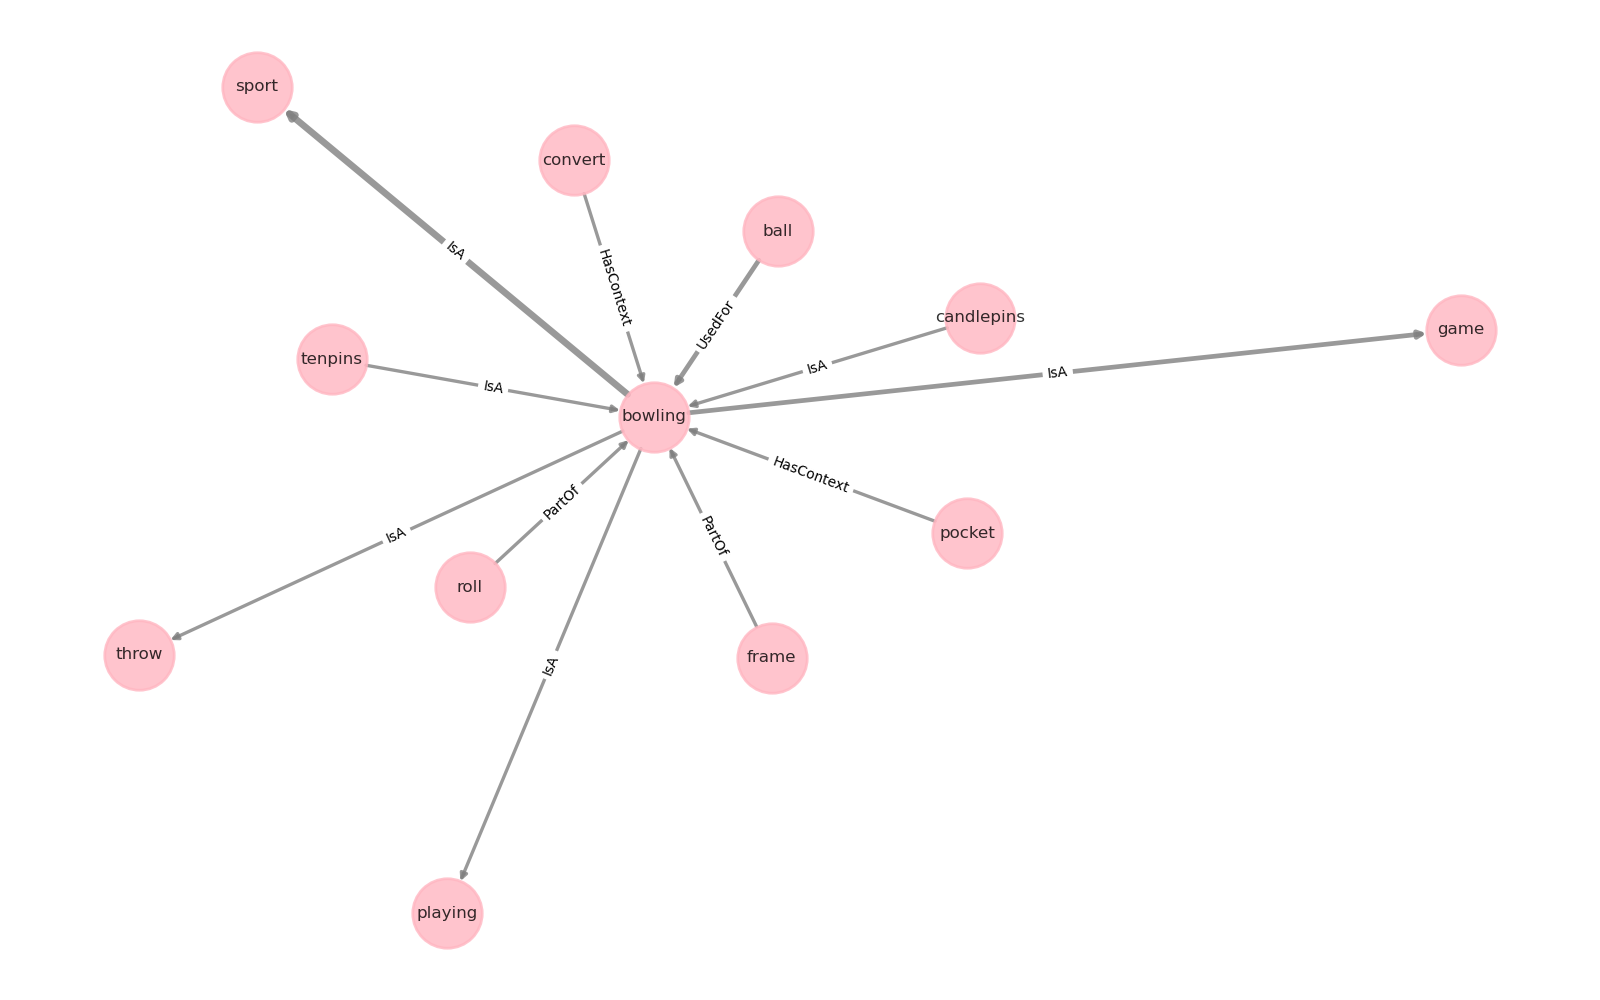 sport
convert
ball
IsA
HasContext
UsedFor
candlepins
game
tenpins
IsA
IsA
IsA
bowling
HasContext
PartOf
PartOf
IsA
pocket
roll
throw
frame
IsA
playing